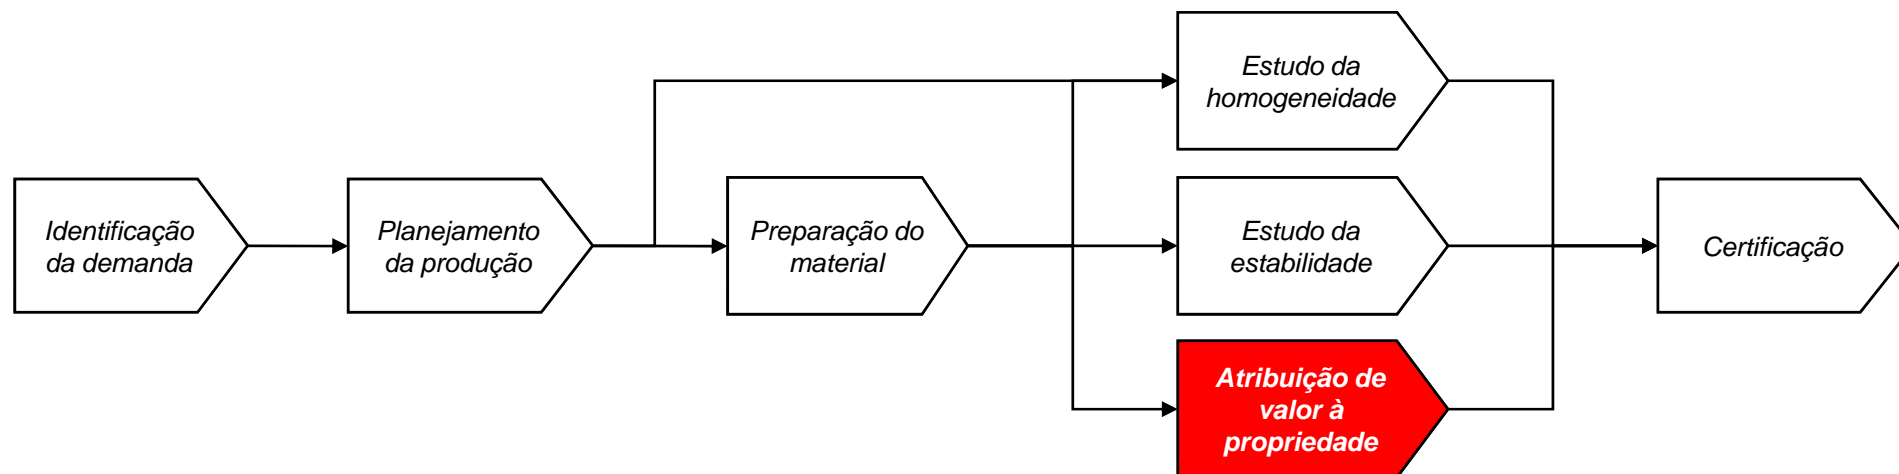 Identificação
da demanda
Planejamento
da produção
Preparação do
material
Estudo da
homogeneidade
Estudo da
estabilidade
Atribuição de
valor à
propriedade
Certificação